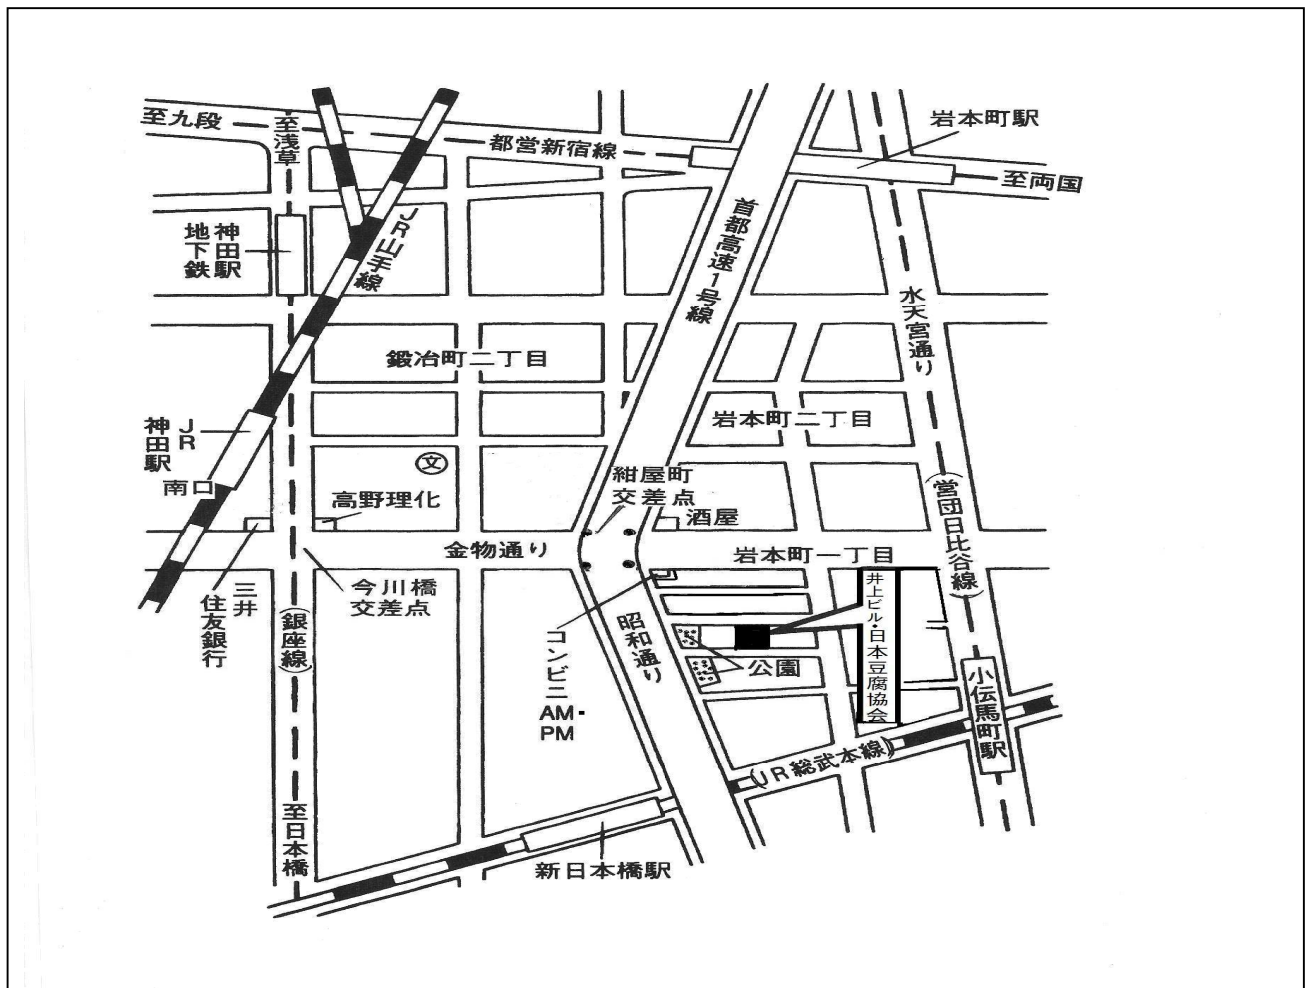 至九段
至浅草
都営新宿線
岩本町駅
至両国
地下鉄
神田駅
JR山手線
首都高速1号線
水天宮通り
鍛冶町二丁目
岩本町二丁目
JR
神田駅
南口
文
高野理化
紺屋町
交差点
酒屋
金物通り
岩本町一丁目
(営団日比谷線)
三井
住友銀行
今川橋
交差点
(銀座線)
コンビニ
AM・
PM
昭和通り
公園
井上ビル・日本豆腐協会
小伝馬町駅
(JR総武本線)
至日本橋
新日本橋駅